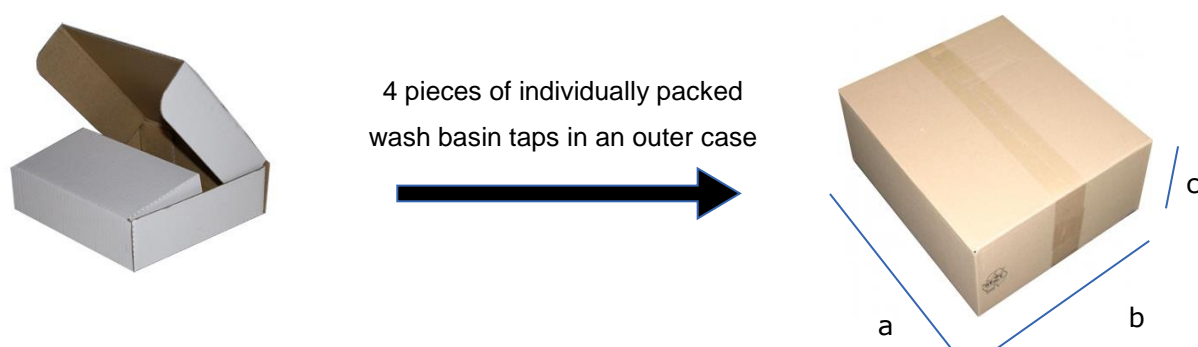 4 pieces of individually packed
wash basin taps in an outer case
c
a
b